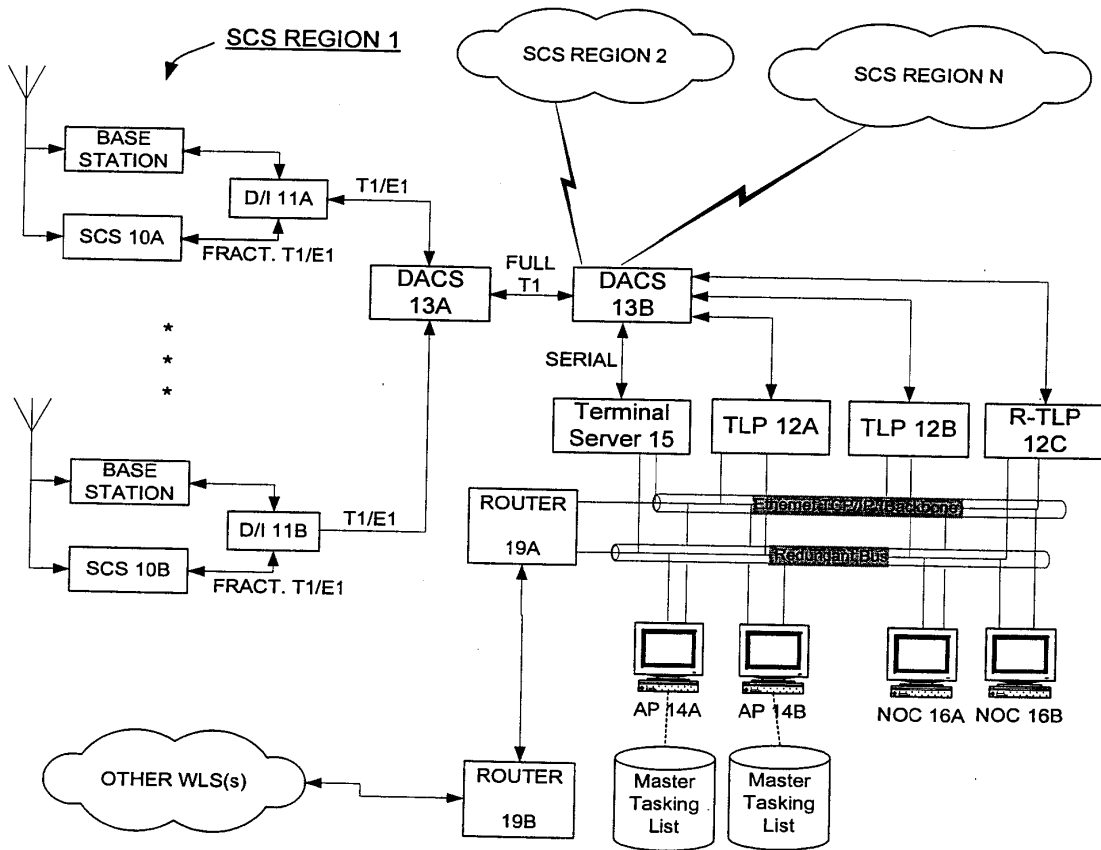 SCS REGION 1
SCS REGION 2
SCS REGION N
BASE
STATION
D/I 11A
T1/E1
SCS 10A
FRACT. T1/E1
DACS
13A
FULL
T1
DACS
13B
SERIAL
*
*
*
Terminal
Server 15
TLP 12A
TLP 12B
R-TLP
12C
BASE
STATION
D/I 11B
T1/E1
SCS 10B
FRACT. T1/E1
ROUTER
19A
(Backbone)
Redundant Bus
AP 14A
AP 14B
NOC 16A
NOC 16B
OTHER WLS(s)
ROUTER
19B
Master
Tasking
List
Master
Tasking
List